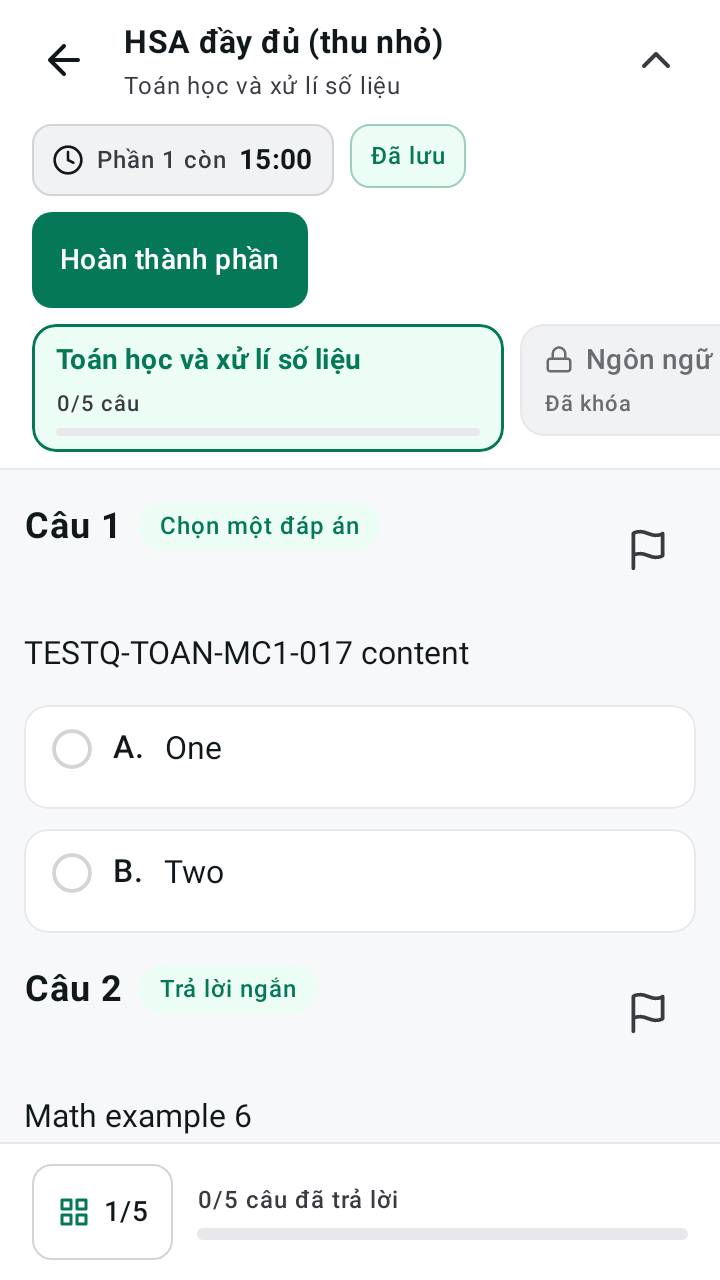 HSA đầy đủ (thu nhỏ)
Toán học và xử lí số liệu
Phần 1 còn 15:00
Đã lưu
Hoàn thành phần
Toán học và xử lí số liệu
0/5 câu
Ngôn ngữ
Đã khóa
Câu 1
Chọn một đáp án
TESTQ-TOAN-MC1-017 content
A. One
B. Two
Câu 2
Trả lời ngắn
Math example 6
1/5
0/5 câu đã trả lời